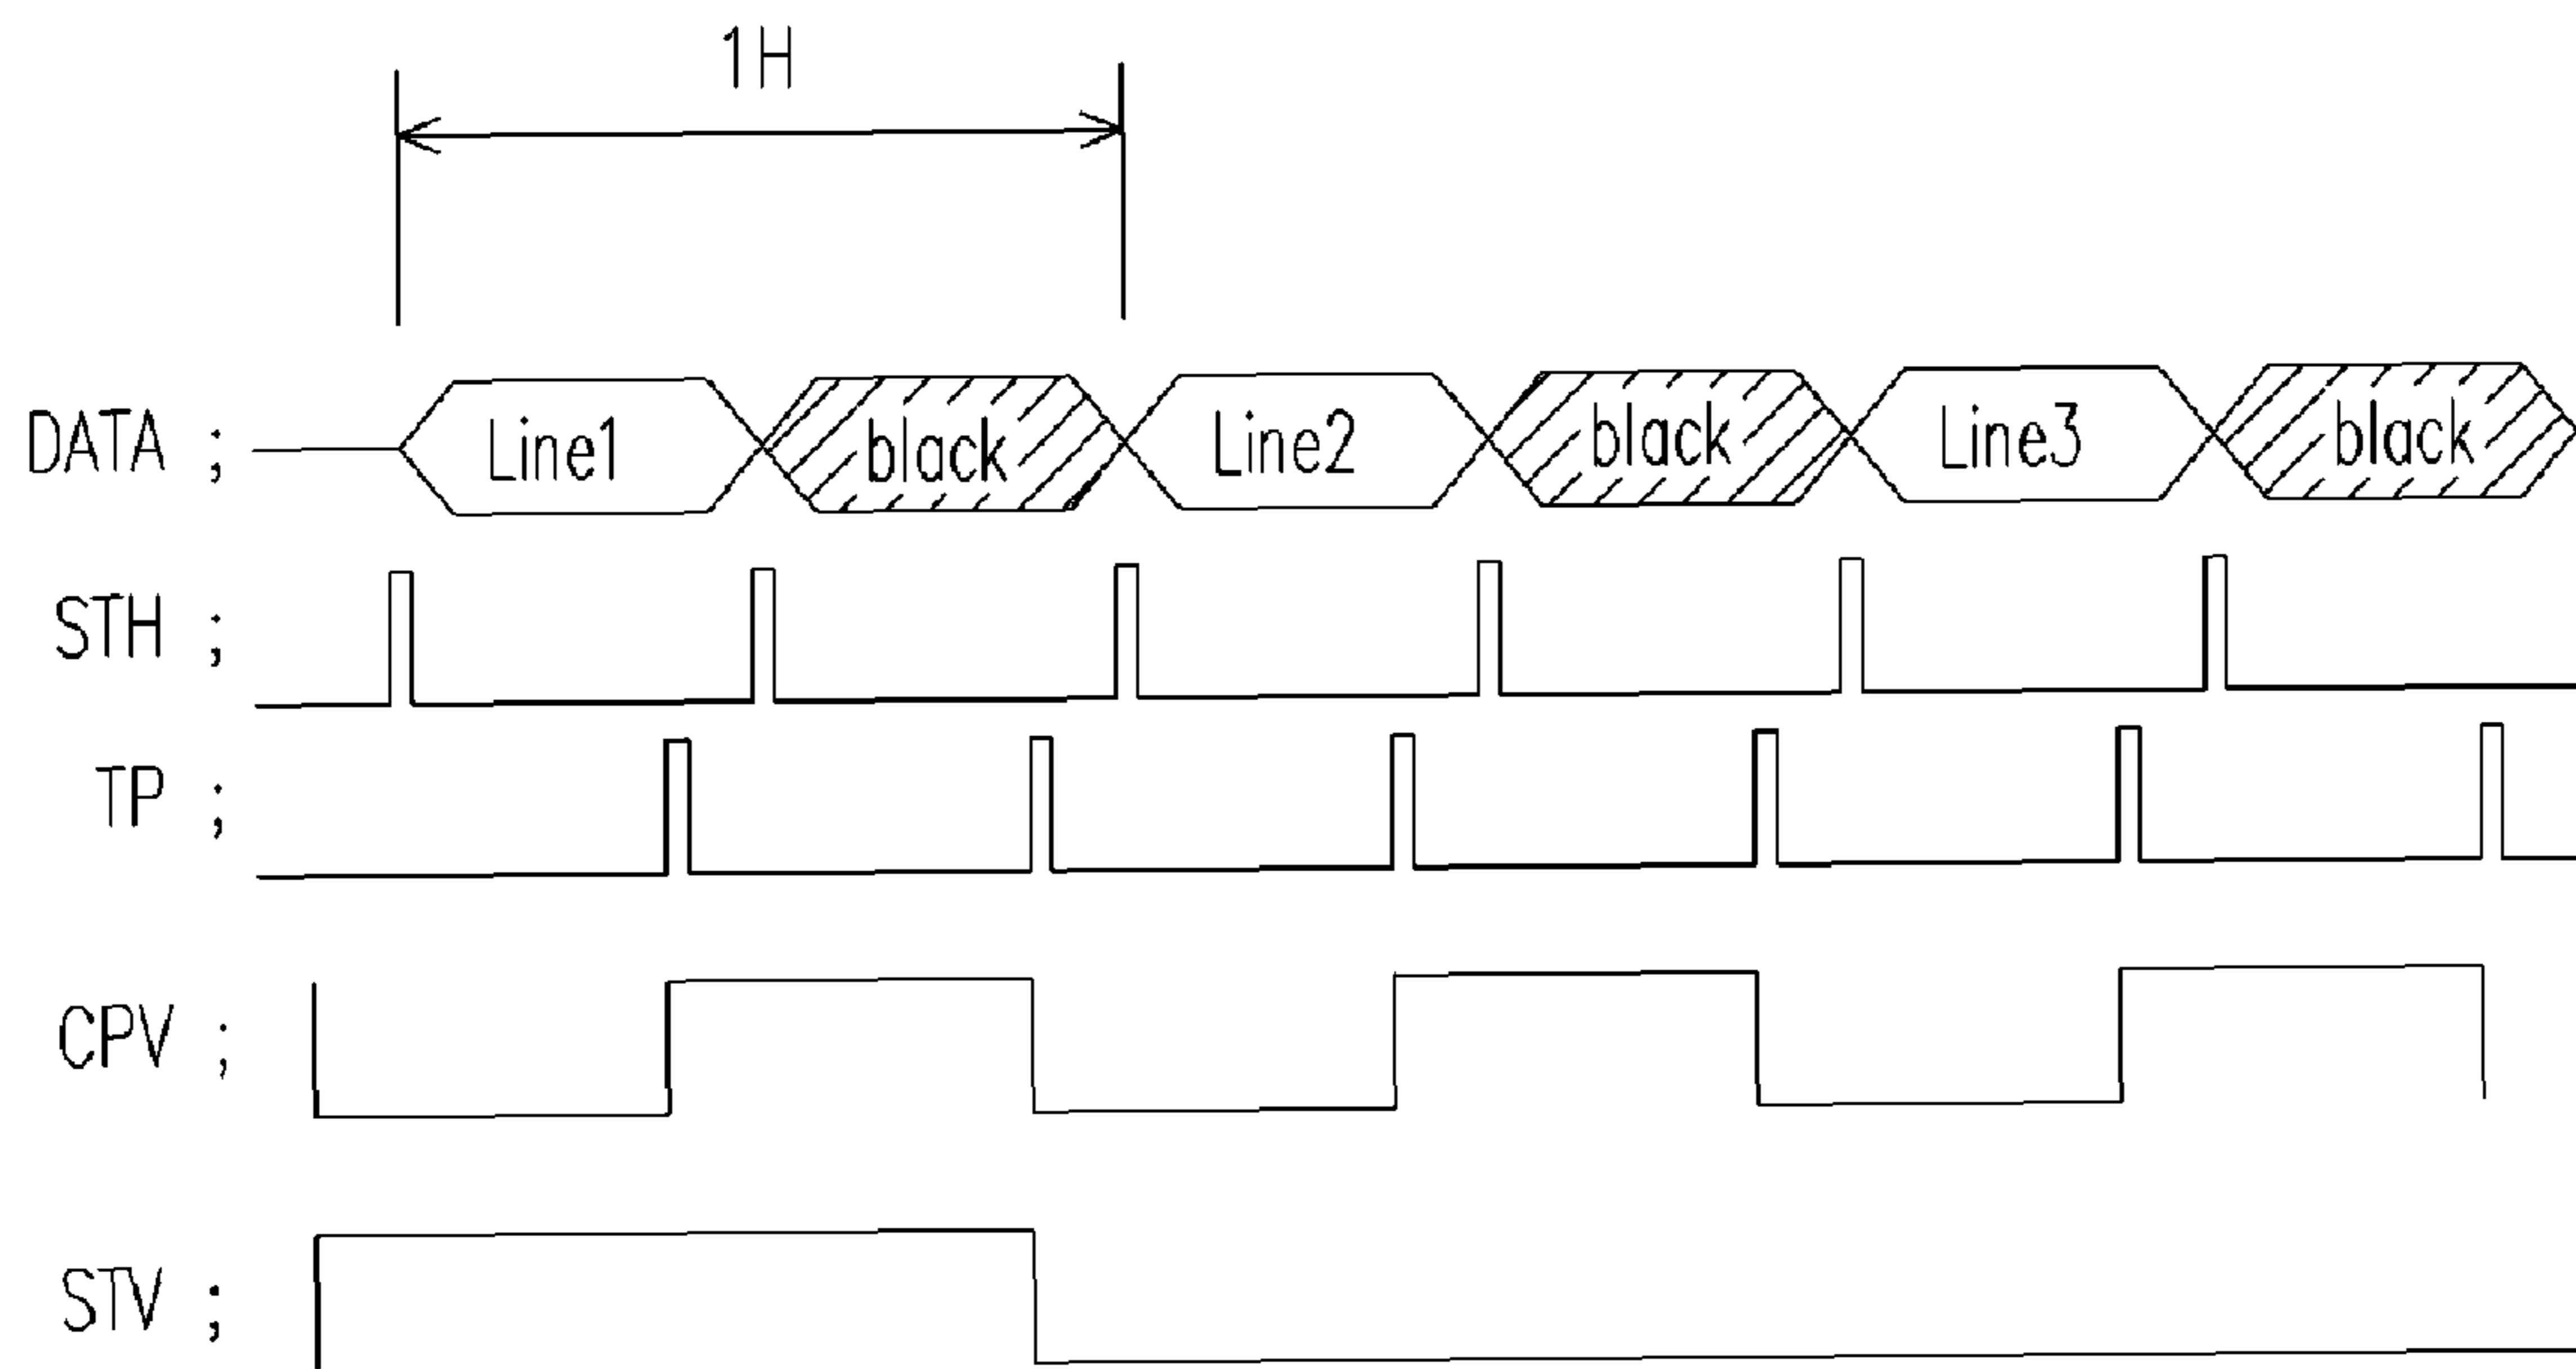 1H
DATA ; Line1 black Line2 black Line3 black
STH ;
TP ;
CPV ;
STV ;